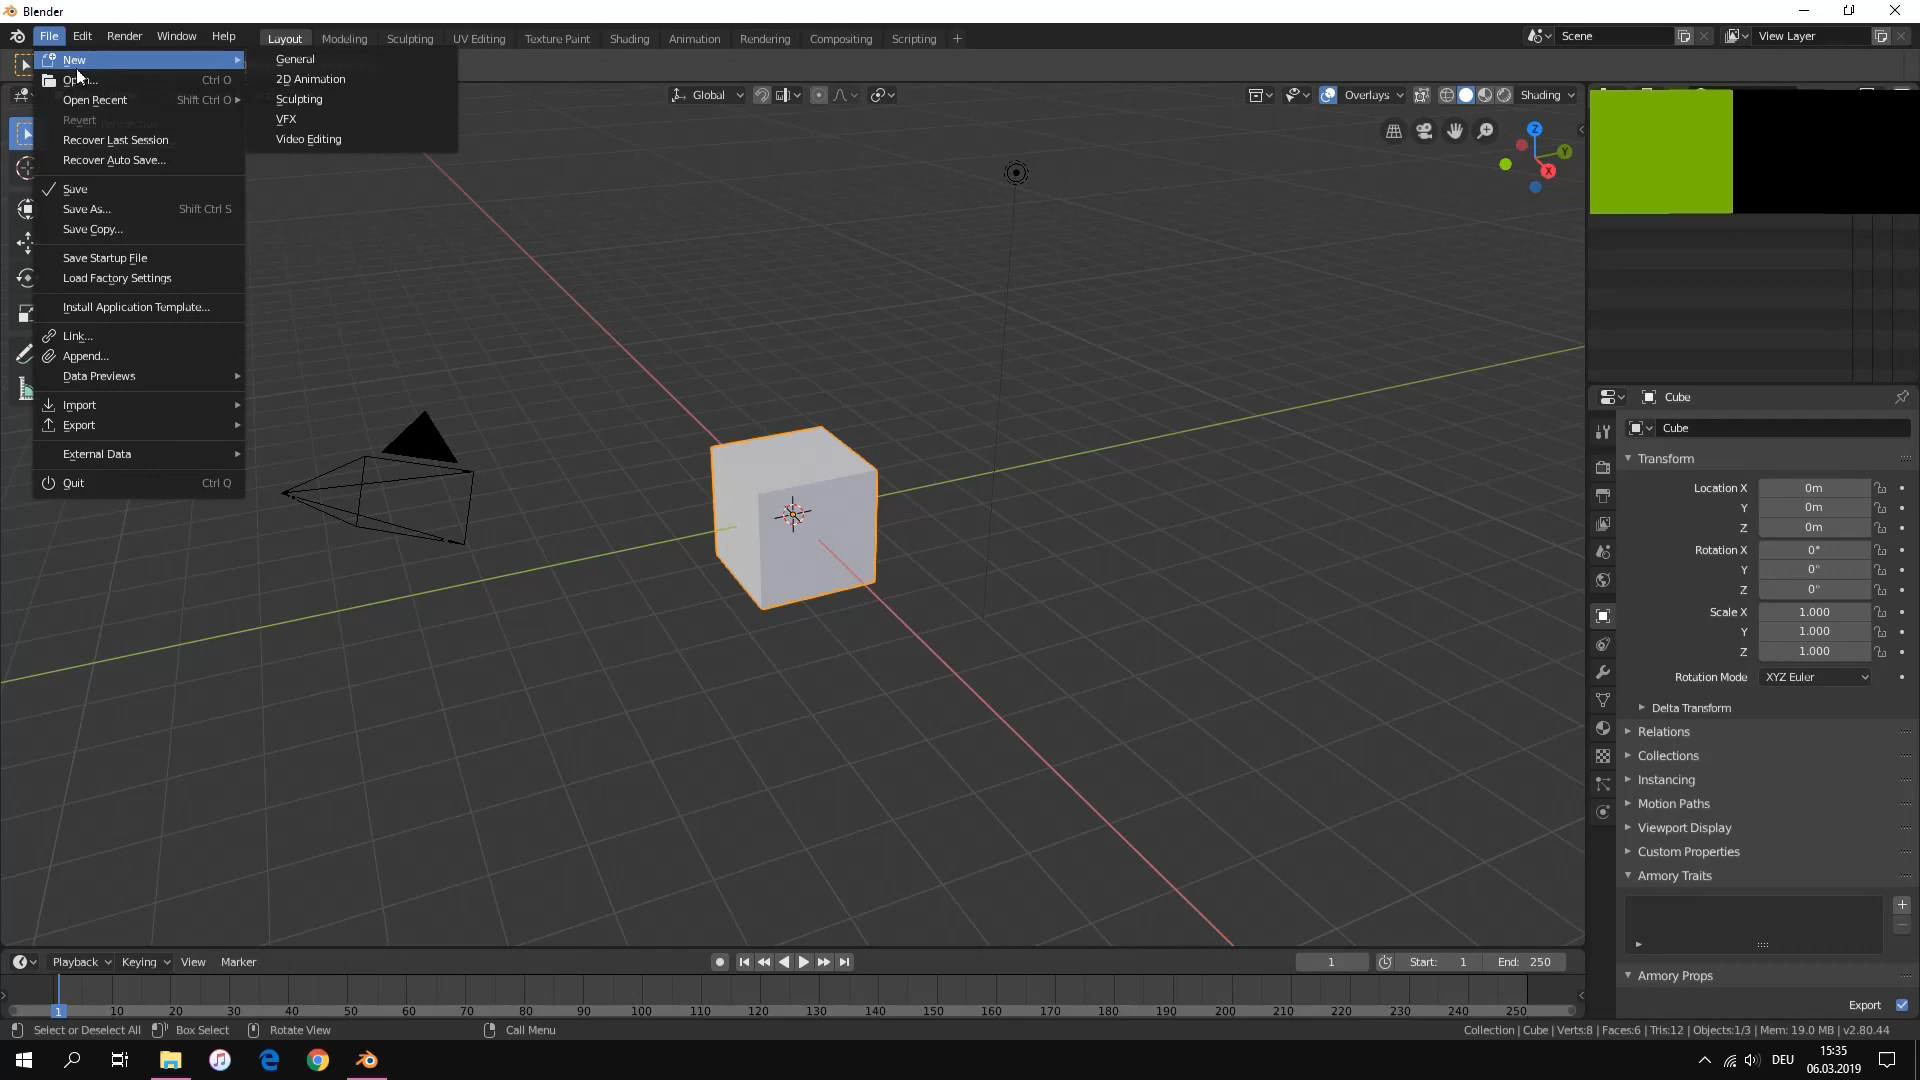 Blender
File Edit Render Window Help
Layout Modeling Sculpting UV Editing Texture Paint Shading Animation Rendering Compositing Scripting +
Scene
View Layer
New
Open... Ctrl O
Open Recent Shift Ctrl O
Revert
Recover Last Session
Recover Auto Save...
Save
Save As... Shift Ctrl S
Save Copy...
Save Startup File
Load Factory Settings
Install Application Template...
Link...
Append...
Data Previews
Import
Export
External Data
Quit Ctrl Q
General
2D Animation
Sculpting
VFX
Video Editing
Global
Overlays
Shading
Z
Y
X
Cube
Cube
Transform
Location X 0m
Y 0m
Z 0m
Rotation X 0°
Y 0°
Z 0°
Scale X 1.000
Y 1.000
Z 1.000
Rotation Mode XYZ Euler
Delta Transform
Relations
Collections
Instancing
Motion Paths
Viewport Display
Custom Properties
Armory Traits
Armory Props
Export
Playback Keying View Marker
1 Start: 1 End: 250
1 10 20 30 40 50 60 70 80 90 100 110 120 130 140 150 160 170 180 190 200 210 220 230 240 250
Select or Deselect All Box Select Rotate View Call Menu
Collection | Cube | Verts:8 | Faces:6 | Tris:12 | Objects:1/3 | Mem: 19.0 MB | v2.80.44
DEU
15:35
06.03.2019